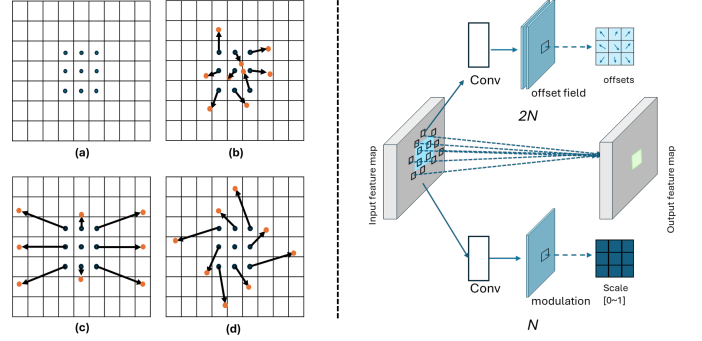 (a)
(b)
(c)
(d)
Conv
offset field
offsets
2N
Input feature map
Output feature map
Conv
modulation
Scale
[0~1]
N